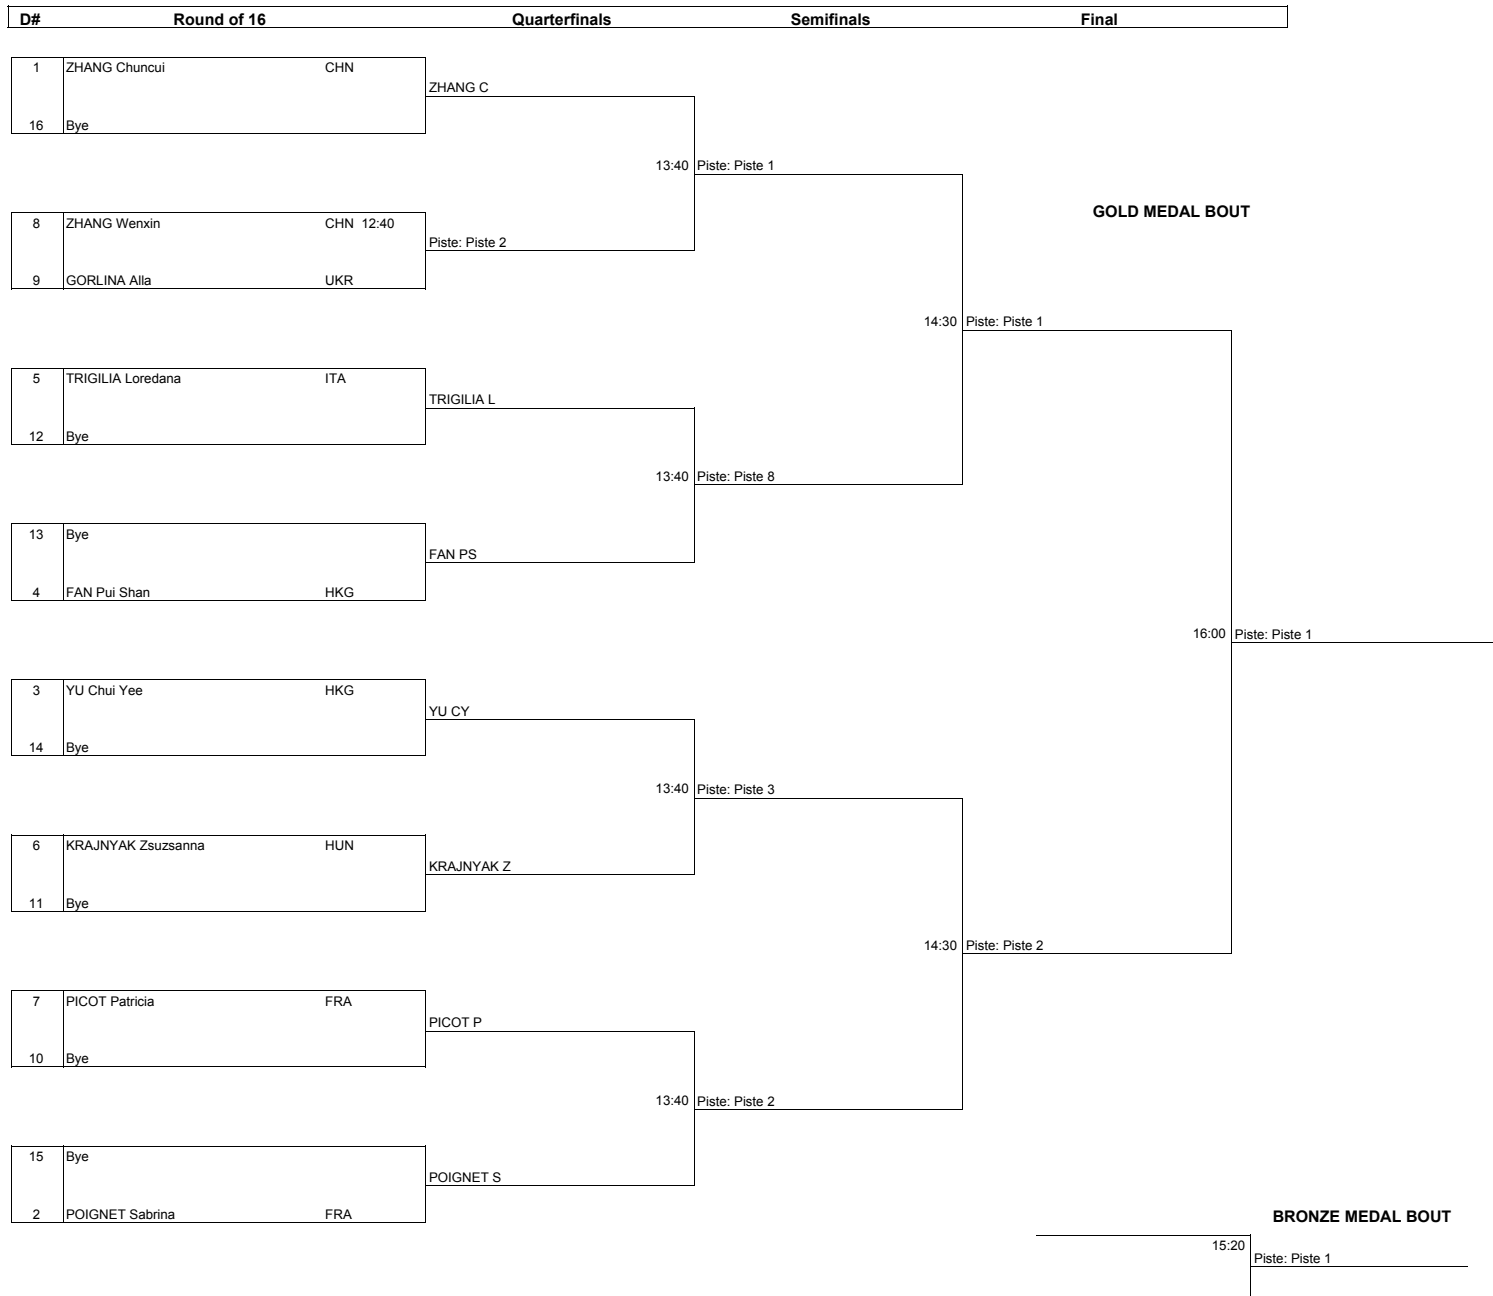 D# Round of 16 Quarterfinals Semifinals Final
1 ZHANG Chuncui CHN
ZHANG C
16 Bye
13:40 Piste: Piste 1
GOLD MEDAL BOUT
8 ZHANG Wenxin CHN 12:40
Piste: Piste 2
9 GORLINA Alla UKR
14:30 Piste: Piste 1
5 TRIGILIA Loredana ITA
TRIGILIA L
12 Bye
13:40 Piste: Piste 8
13 Bye
FAN PS
4 FAN Pui Shan HKG
16:00 Piste: Piste 1
3 YU Chui Yee HKG
YU CY
14 Bye
13:40 Piste: Piste 3
6 KRAJNYAK Zsuzsanna HUN
KRAJNYAK Z
11 Bye
14:30 Piste: Piste 2
7 PICOT Patricia FRA
PICOT P
10 Bye
13:40 Piste: Piste 2
15 Bye
POIGNET S
2 POIGNET Sabrina FRA
BRONZE MEDAL BOUT
15:20
Piste: Piste 1